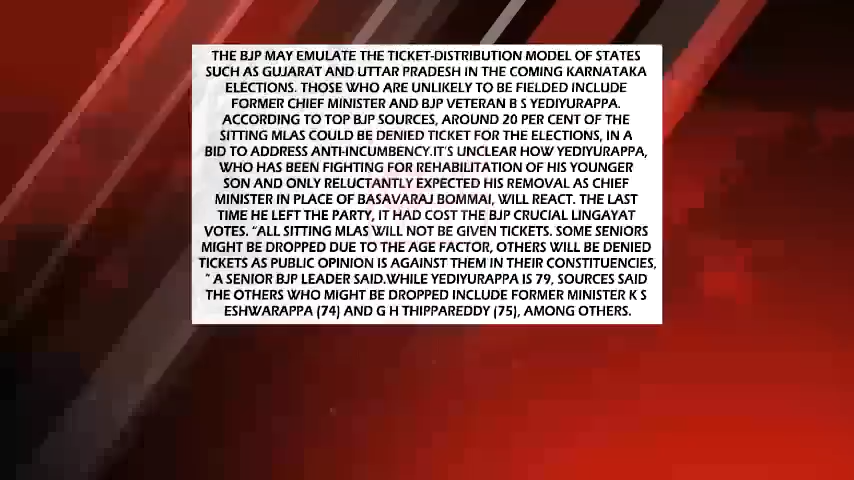 THE BJP MAY EMULATE THE TICKET-DISTRIBUTION MODEL OF STATES
SUCH AS GUJARAT AND UTTAR PRADESH IN THE COMING KARNATAKA
ELECTIONS. THOSE WHO ARE UNLIKELY TO BE FIELDED INCLUDE
FORMER CHIEF MINISTER AND BJP VETERAN B S YEDIYURAPPA.
ACCORDING TO TOP BJP SOURCES, AROUND 20 PER CENT OF THE
SITTING MLAS COULD BE DENIED TICKET FOR THE ELECTIONS, IN A
BID TO ADDRESS ANTI-INCUMBENCY.IT'S UNCLEAR HOW YEDIYURAPPA,
WHO HAS BEEN FIGHTING FOR REHABILITATION OF HIS YOUNGER
SON AND ONLY RELUCTANTLY EXPECTED HIS REMOVAL AS CHIEF
MINISTER IN PLACE OF BASAVARAJ BOMMAI, WILL REACT. THE LAST
TIME HE LEFT THE PARTY, IT HAD COST THE BJP CRUCIAL LINGAYAT
VOTES. “ALL SITTING MLAS WILL NOT BE GIVEN TICKETS. SOME SENIORS
MIGHT BE DROPPED DUE TO THE AGE FACTOR, OTHERS WILL BE DENIED
TICKETS AS PUBLIC OPINION IS AGAINST THEM IN THEIR CONSTITUENCIES,
” A SENIOR BJP LEADER SAID.WHILE YEDIYURAPPA IS 79, SOURCES SAID
THE OTHERS WHO MIGHT BE DROPPED INCLUDE FORMER MINISTER K S
ESHWARAPPA (74) AND G H THIPPAREDDY (75), AMONG OTHERS.